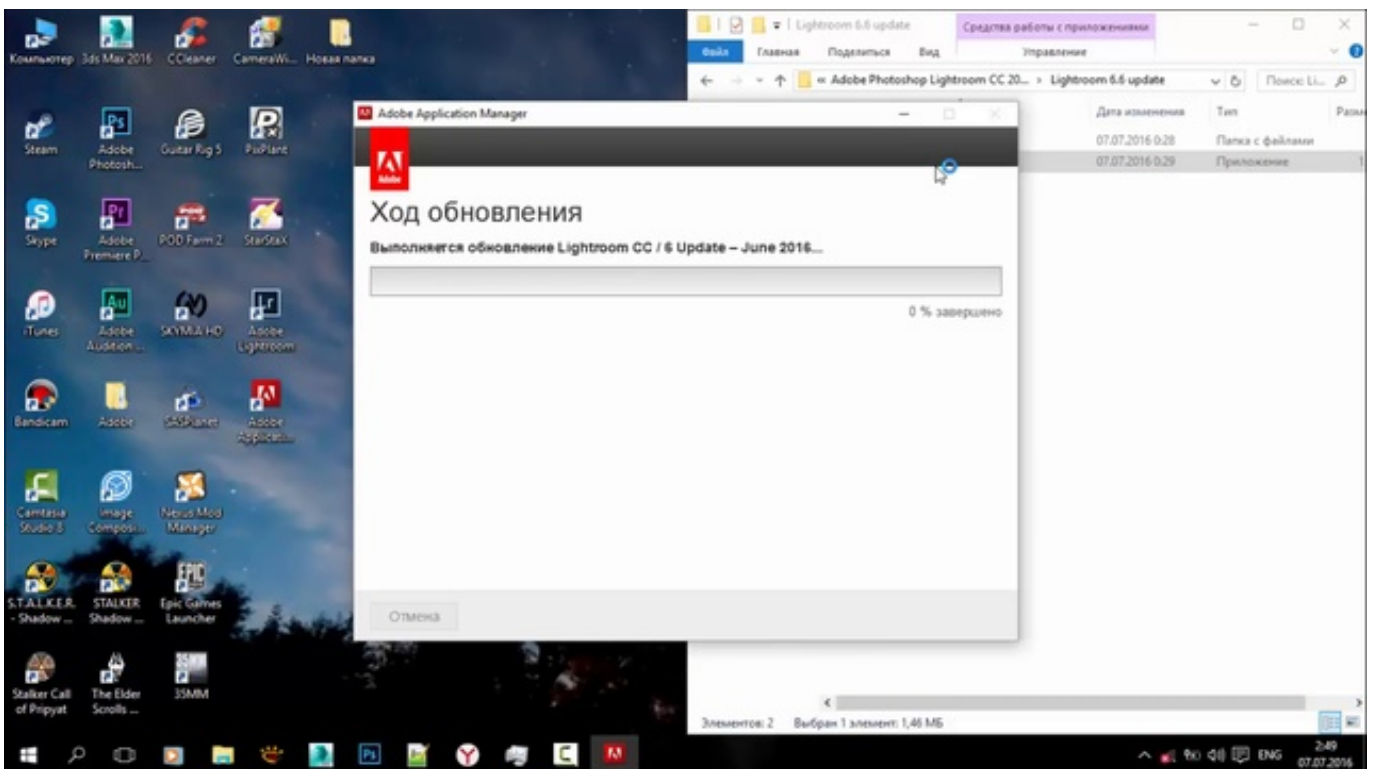 Компьютер
3ds Max 2016
CCleaner
CameraWi...
Новая папка
Steam
Adobe
Photosh...
Guitar Rig 5
PixPlant
Skype
Adobe
Premiere P...
POD Farm 2
StarStaX
iTunes
Adobe
Audition ...
SKYMIA HD
Adobe
Lightroom
Bandicam
Adobe
SASPlanet
Adobe
Applicati...
Camtasia
Studio 8
Image
Composi...
Nexus Mod
Manager
S.T.A.L.K.E.R.
- Shadow ...
STALKER
Shadow ...
Epic Games
Launcher
Stalker Call
of Pripyat
The Elder
Scrolls ...
35MM
Lightroom 6.6 update
Средства работы с приложениями
Файл Главная Поделиться Вид Управление
« Adobe Photoshop Lightroom CC 20... › Lightroom 6.6 update
Поиск: Li...
Дата изменения Тип
07.07.2016 0:28 Папка с файлами
07.07.2016 0:29 Приложение 1
Adobe Application Manager
Adobe
Ход обновления
Выполняется обновление Lightroom CC / 6 Update – June 2016...
0 % завершено
Отмена
Элементов: 2 Выбран 1 элемент: 1,46 МБ
ENG
2:49
07.07.2016